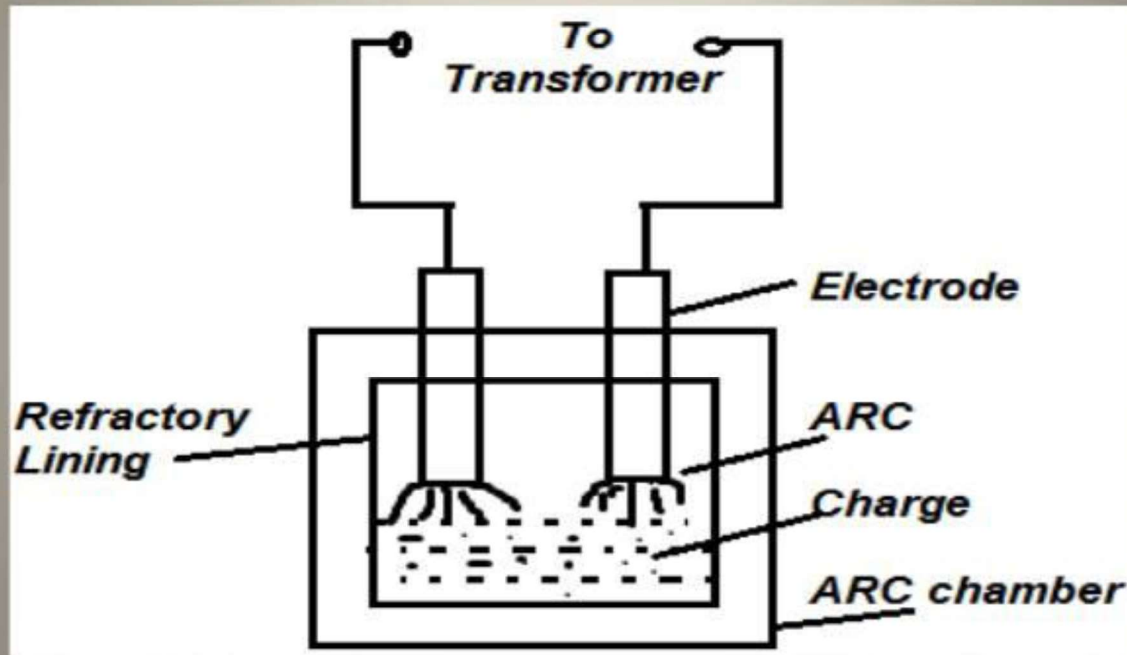 To
Transformer
Electrode
Refractory
Lining
ARC
Charge
ARC chamber